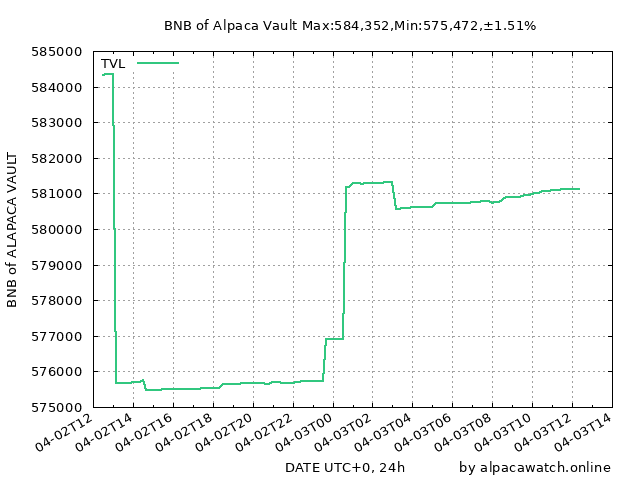 BNB of Alpaca Vault Max:584,352,Min:575,472,±1.51%
585000
TVL
584000
583000
582000
581000
580000
579000
578000
577000
576000
575000
BNB of ALAPACA VAULT
04-02T12
04-02T14
04-02T16
04-02T18
04-02T20
04-02T22
04-03T00
04-03T02
04-03T04
04-03T06
04-03T08
04-03T10
04-03T12
04-03T14
DATE UTC+0, 24h
by alpacawatch.online